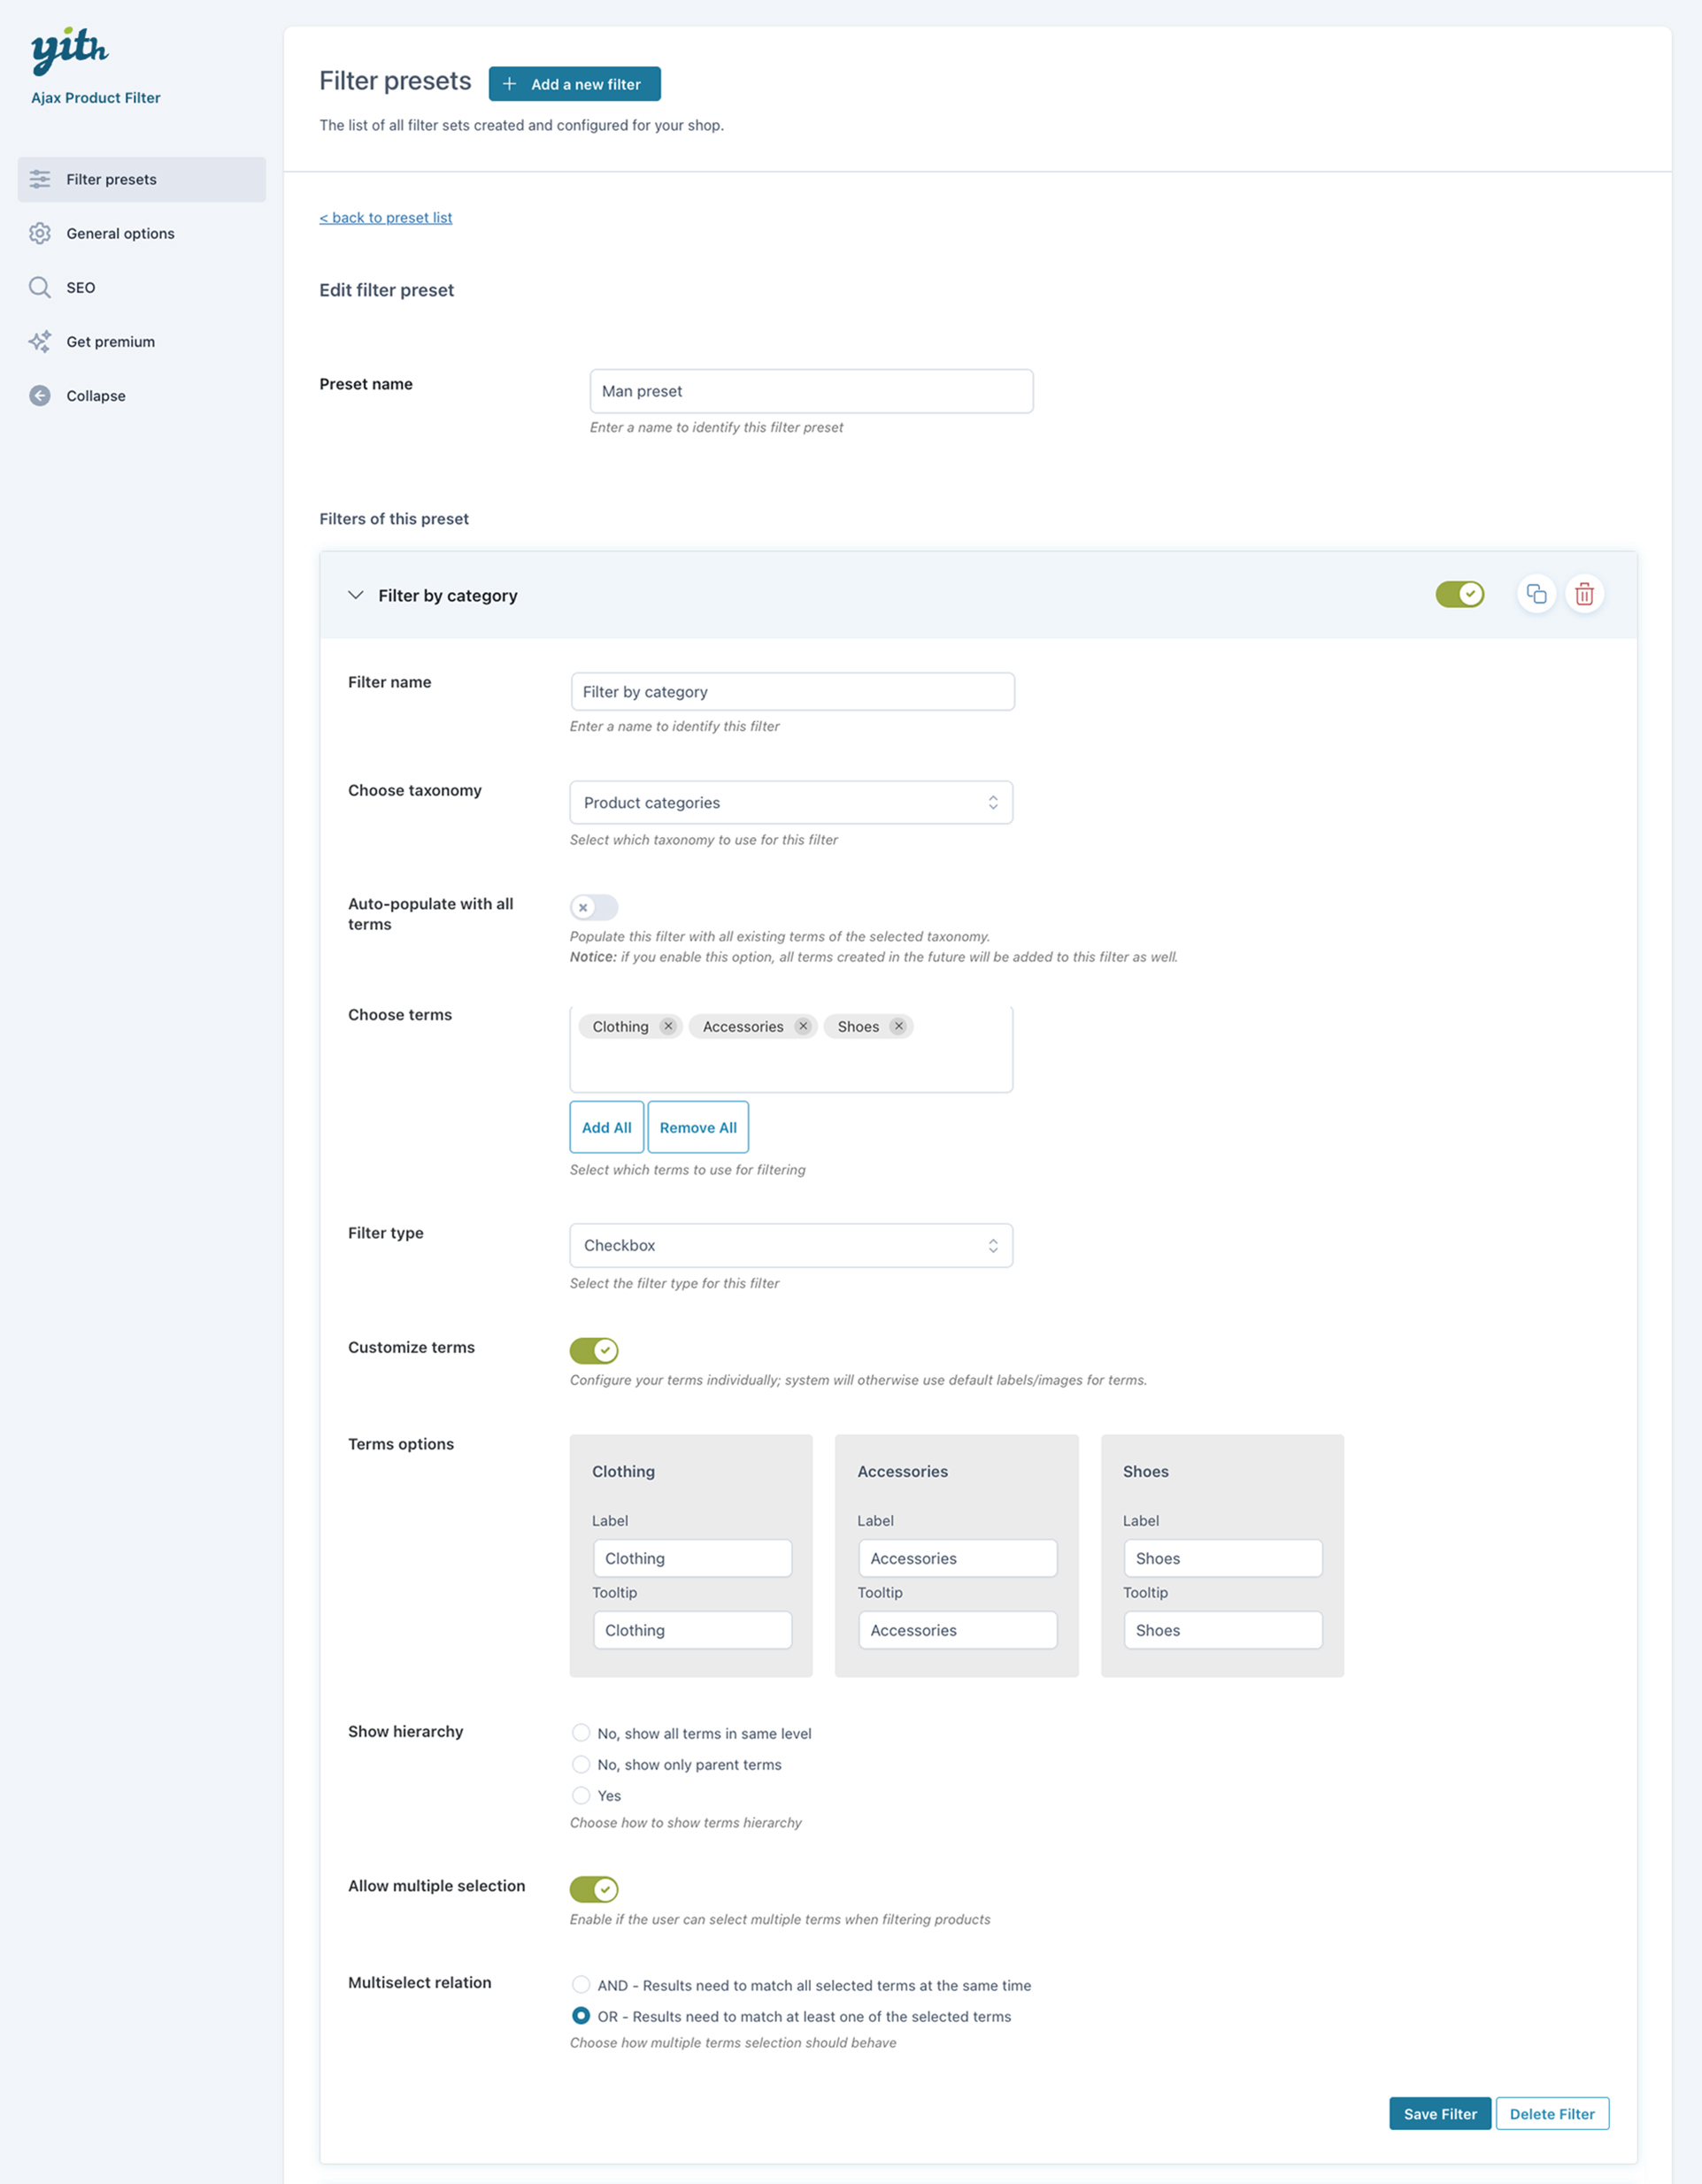 yith
Ajax Product Filter
Filter presets
General options
SEO
Get premium
Collapse
Filter presets
+ Add a new filter
The list of all filter sets created and configured for your shop.
< back to preset list
Edit filter preset
Preset name
Man preset
Enter a name to identify this filter preset
Filters of this preset
Filter by category
Filter name
Filter by category
Enter a name to identify this filter
Choose taxonomy
Product categories
Select which taxonomy to use for this filter
Auto-populate with all
terms
Populate this filter with all existing terms of the selected taxonomy.
Notice: if you enable this option, all terms created in the future will be added to this filter as well.
Choose terms
Clothing Accessories Shoes
Add All Remove All
Select which terms to use for filtering
Filter type
Checkbox
Select the filter type for this filter
Customize terms
Configure your terms individually; system will otherwise use default labels/images for terms.
Terms options
Clothing
Label
Clothing
Tooltip
Clothing
Accessories
Label
Accessories
Tooltip
Accessories
Shoes
Label
Shoes
Tooltip
Shoes
Show hierarchy
No, show all terms in same level
No, show only parent terms
Yes
Choose how to show terms hierarchy
Allow multiple selection
Enable if the user can select multiple terms when filtering products
Multiselect relation
AND - Results need to match all selected terms at the same time
OR - Results need to match at least one of the selected terms
Choose how multiple terms selection should behave
Save Filter Delete Filter